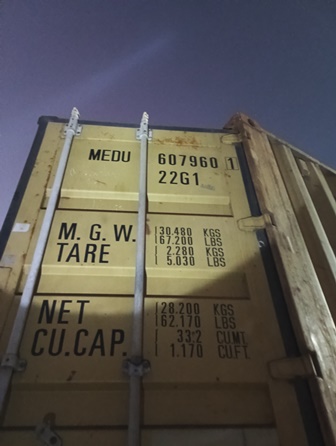 MEDU 607960 1
22G1
M.G.W. 30.480 KGS
67.200 LBS
TARE 2.280 KGS
5.030 LBS
NET 28.200 KGS
62.170 LBS
CU.CAP. 33.2 CU.MT.
1.170 CU.FT.